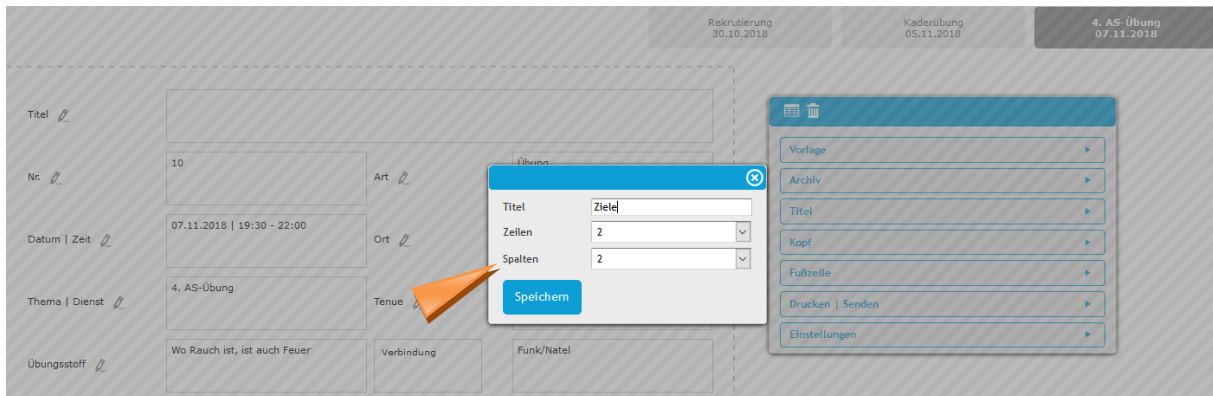 Rekrutierung
30.10.2018
Kaderübung
05.11.2018
4. AS-Übung
07.11.2018
Titel
Nr.
10
Art
Übung
Datum | Zeit
07.11.2018 | 19:30 - 22:00
Ort
Thema | Dienst
4. AS-Übung
Tenue
Übungsstoff
Wo Rauch ist, ist auch Feuer
Verbindung
Funk/Natel
Titel
Ziele
Zeilen
2
Spalten
2
Speichern
Vorlage
Archiv
Titel
Kopf
Fußzeile
Drucken | Senden
Einstellungen